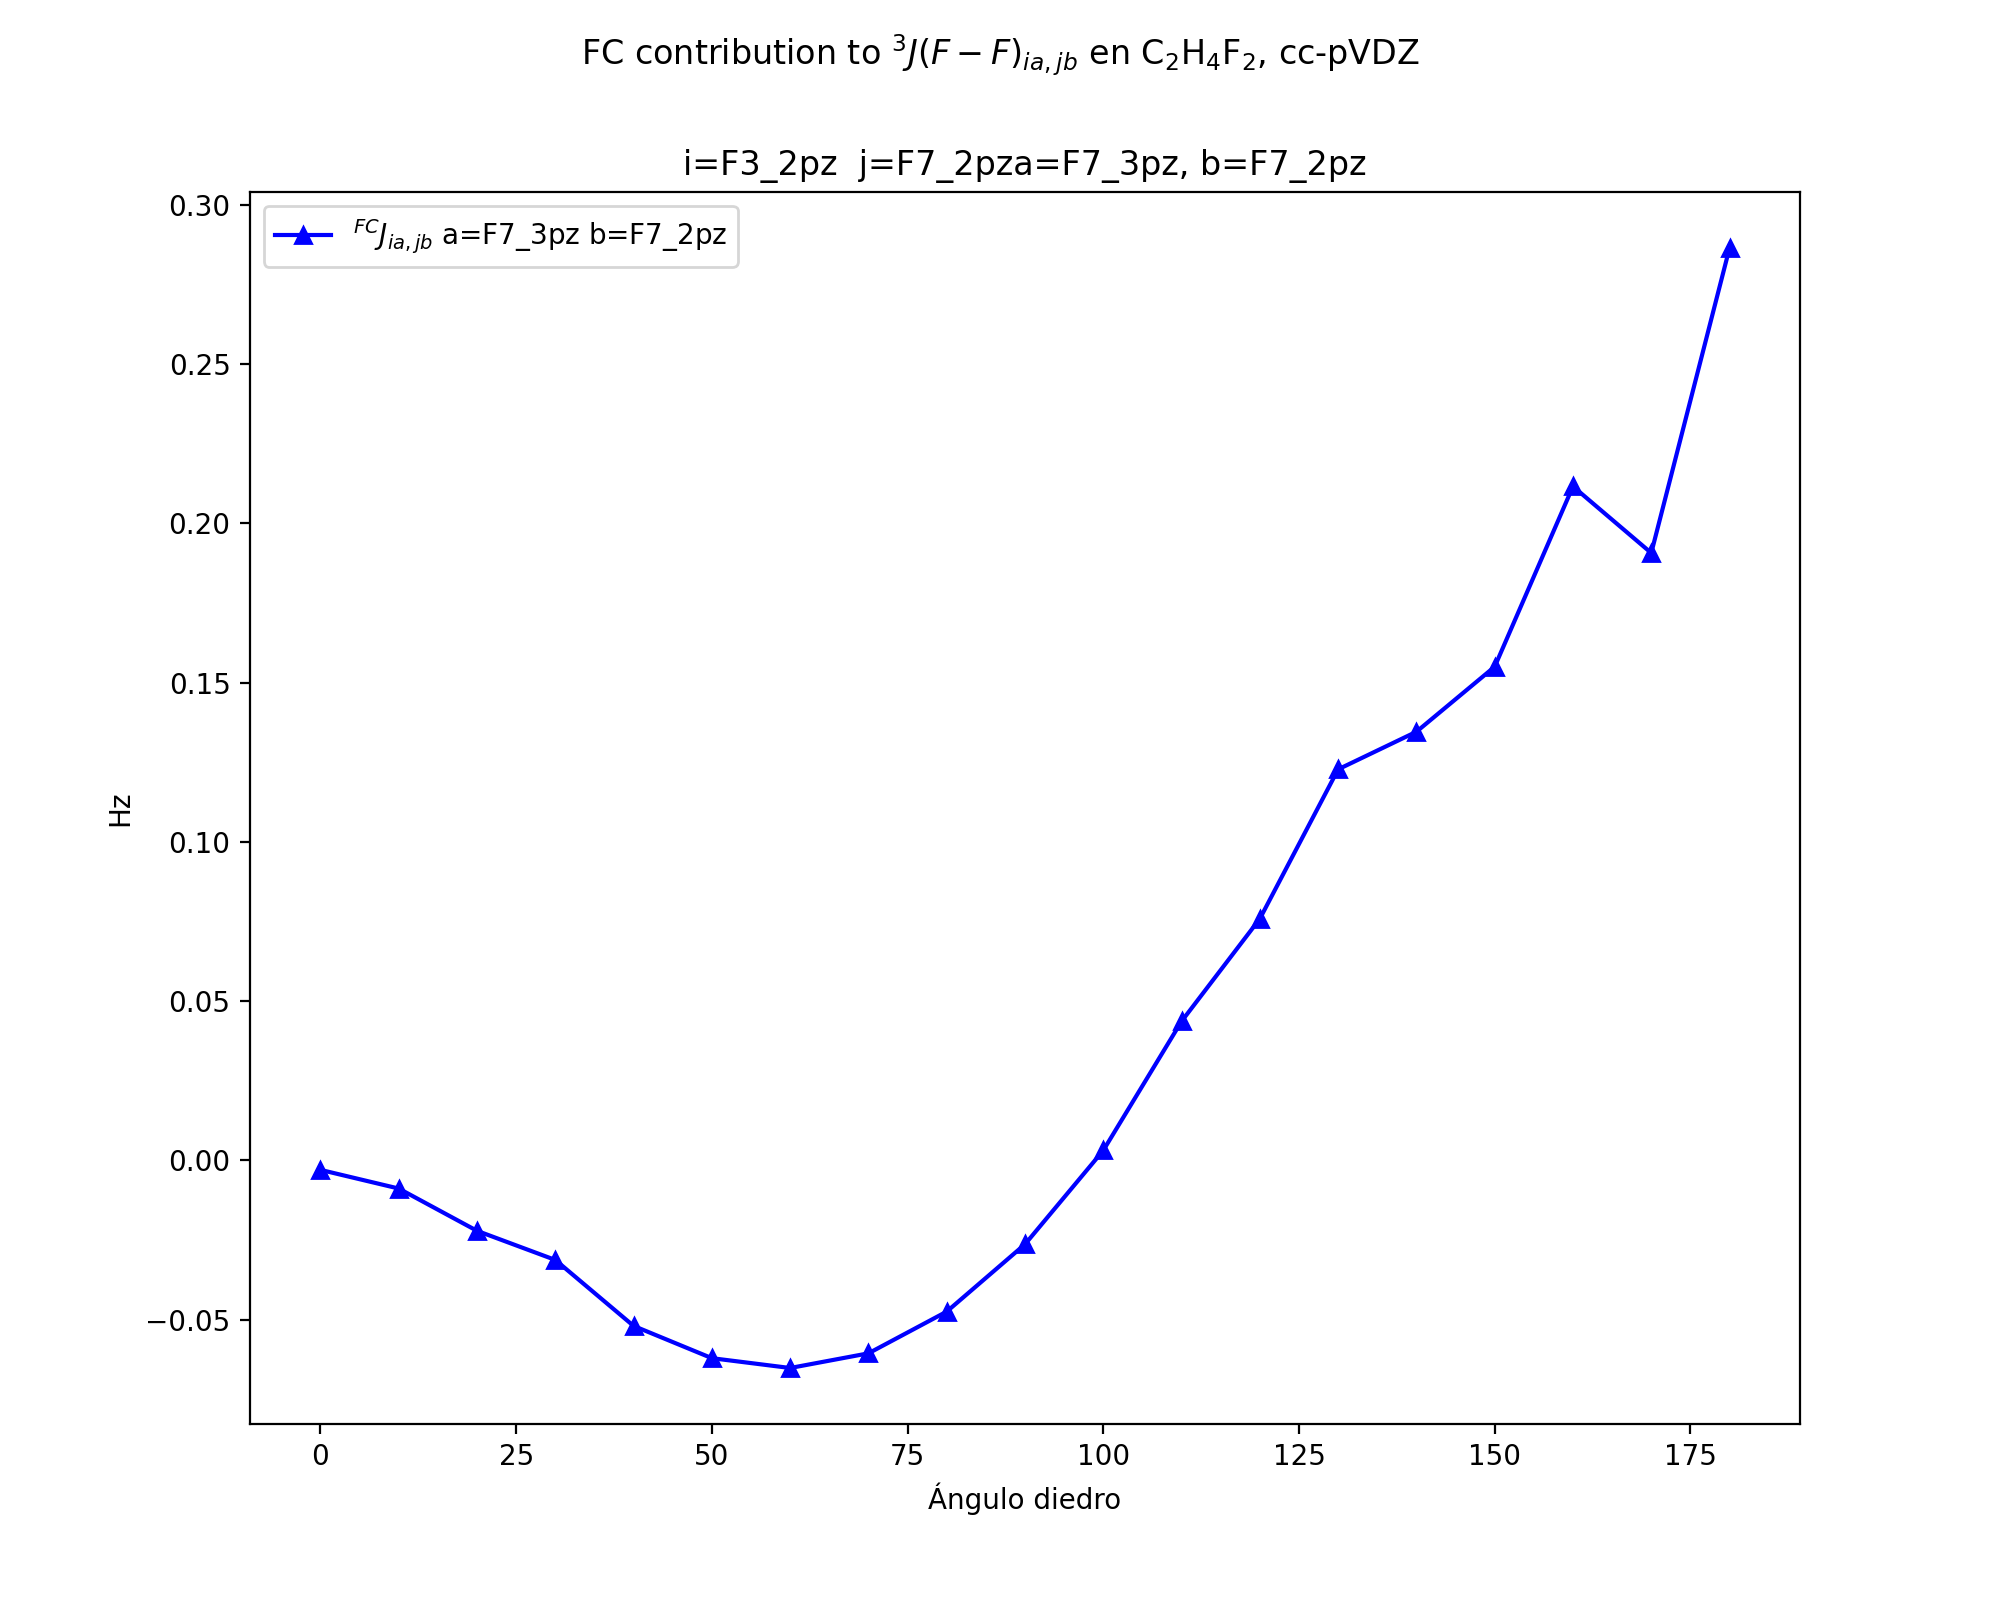 FC contribution to ³J(F − F)ᵢₐ,ⱼb en C₂H₄F₂, cc-pVDZ
i=F3_2pz  j=F7_2pza=F7_3pz, b=F7_2pz
FCJia,jb a=F7_3pz b=F7_2pz
0.30
0.25
0.20
0.15
0.10
0.05
0.00
−0.05
Hz
0 25 50 75 100 125 150 175
Ángulo diedro